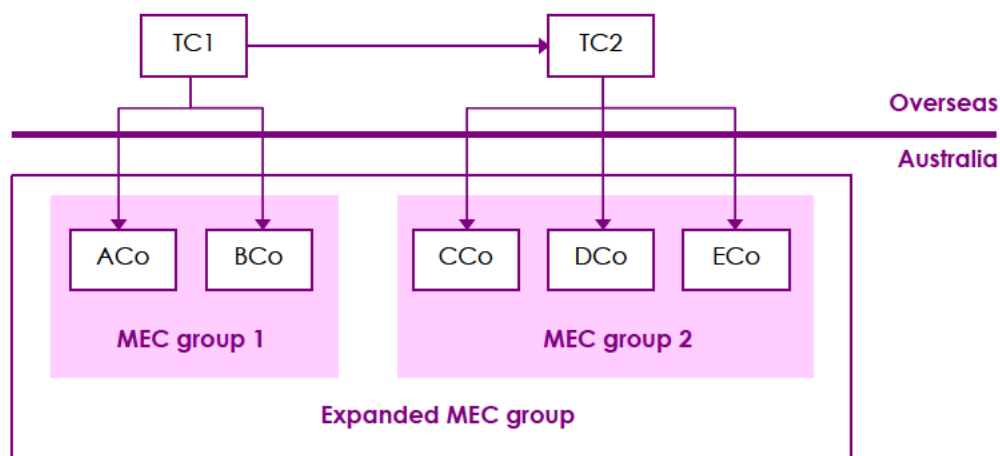 TC1
TC2
Overseas
Australia
ACo
BCo
CCo
DCo
ECo
MEC group 1
MEC group 2
Expanded MEC group